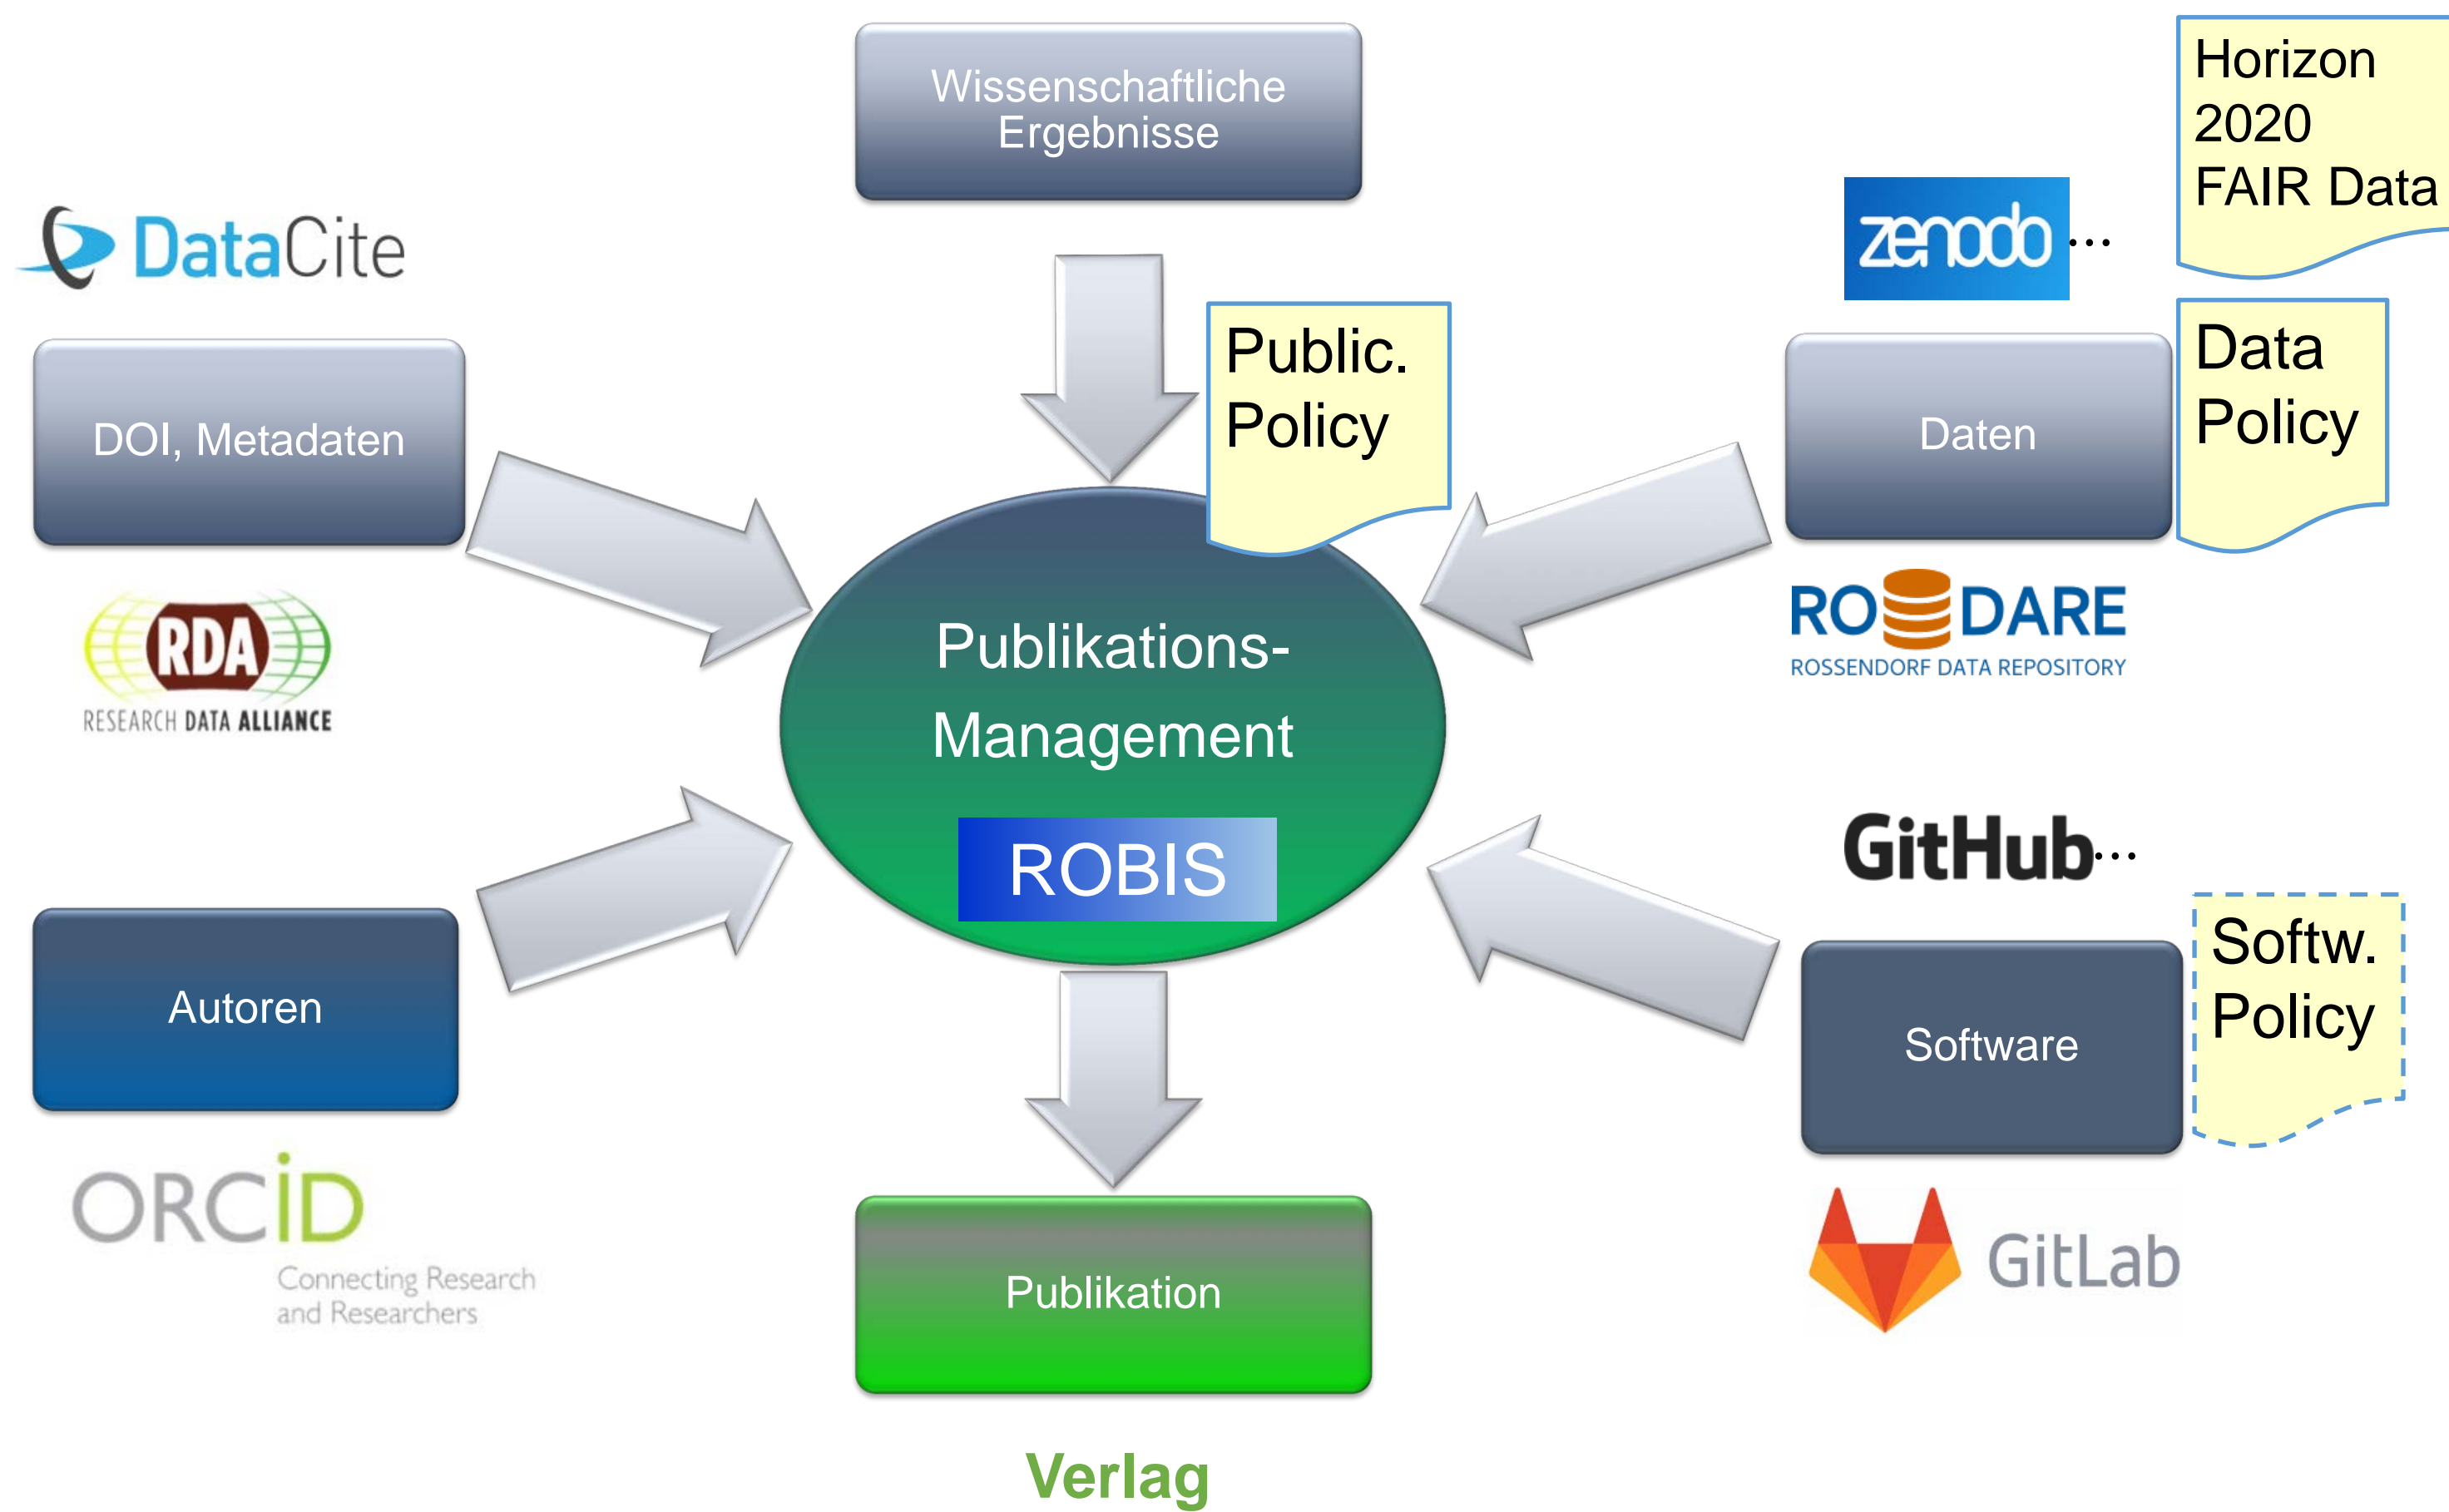 Wissenschaftliche
Ergebnisse
Horizon
2020
FAIR Data
DataCite
zenodo...
Public.
Policy
Data
Policy
DOI, Metadaten
Daten
RDA
RESEARCH DATA ALLIANCE
RODARE
ROSSENDORF DATA REPOSITORY
Publikations-
Management
ROBIS
GitHub...
Softw.
Policy
Autoren
Software
ORCiD
Connecting Research
and Researchers
GitLab
Publikation
Verlag